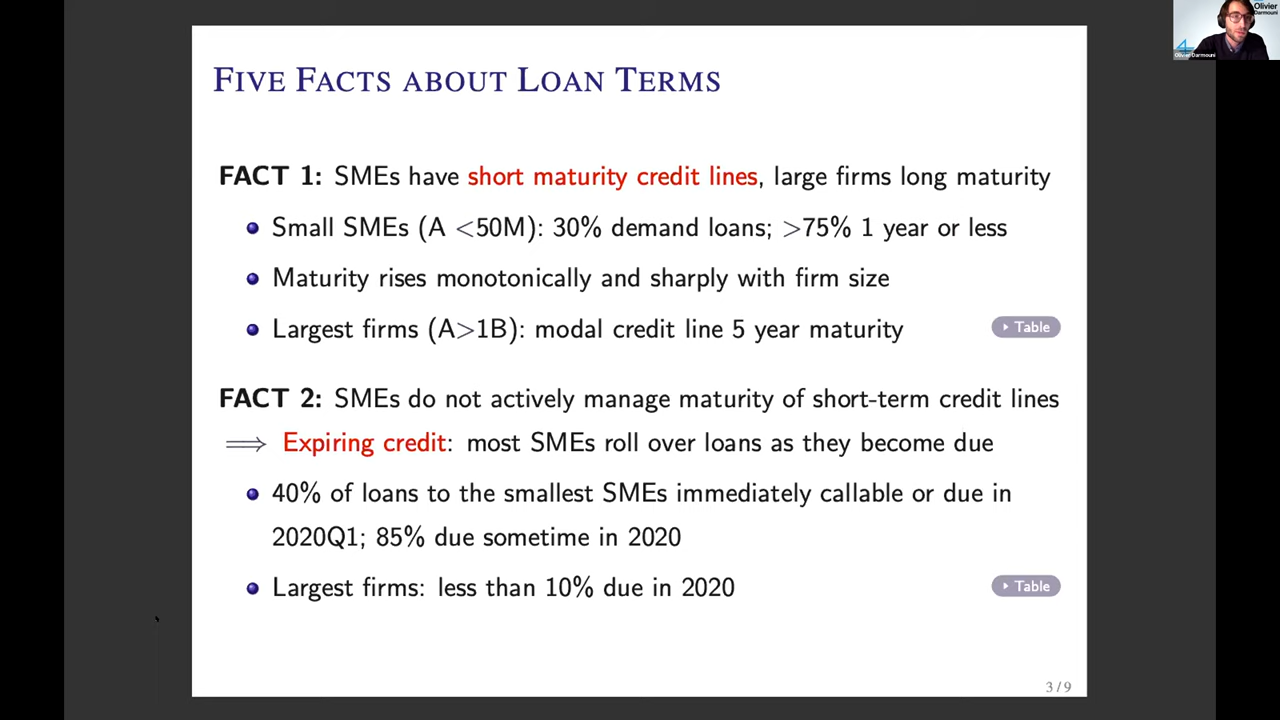 FIVE FACTS ABOUT LOAN TERMS
FACT 1: SMEs have short maturity credit lines, large firms long maturity
Small SMEs (A <50M): 30% demand loans; >75% 1 year or less
Maturity rises monotonically and sharply with firm size
Largest firms (A>1B): modal credit line 5 year maturity
Table
FACT 2: SMEs do not actively manage maturity of short-term credit lines
⟹ Expiring credit: most SMEs roll over loans as they become due
40% of loans to the smallest SMEs immediately callable or due in
2020Q1; 85% due sometime in 2020
Largest firms: less than 10% due in 2020
Table
3 / 9
Olivier
Darmouni
Olivier Darmouni